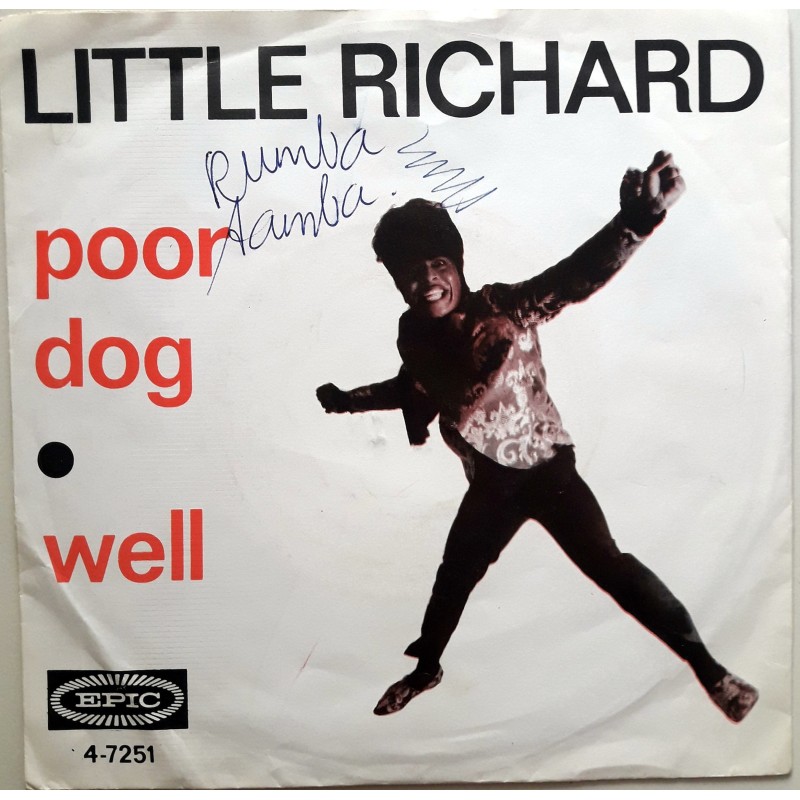 LITTLE RICHARD
Rumba
Samba.
poor
dog
well
EPIC
4-7251